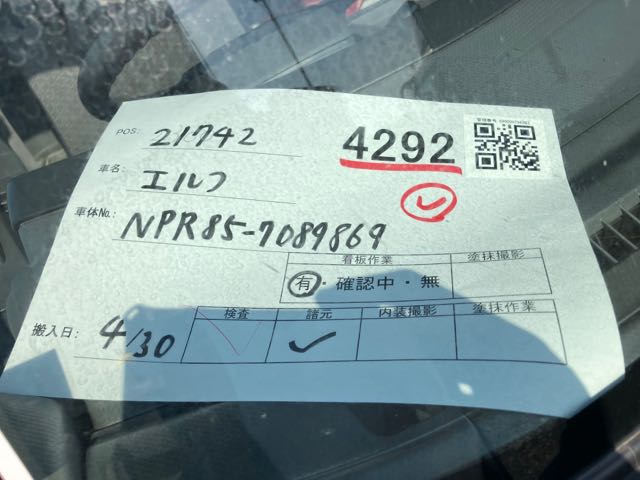 POS: 21742
4292
車名: エルフ
車体No.: NPR85-7089869
看板作業 塗抹撮影
有・確認中・無
検査 諸元 内装撮影 塗抹作業
搬入日: 4/30